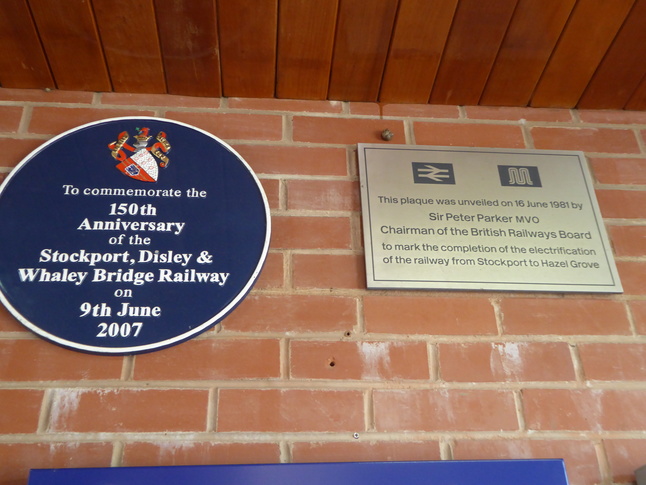 To commemorate the
150th
Anniversary
of the
Stockport, Disley &
Whaley Bridge Railway
on
9th June
2007
This plaque was unveiled on 16 June 1981 by
Sir Peter Parker MVO
Chairman of the British Railways Board
to mark the completion of the electrification
of the railway from Stockport to Hazel Grove